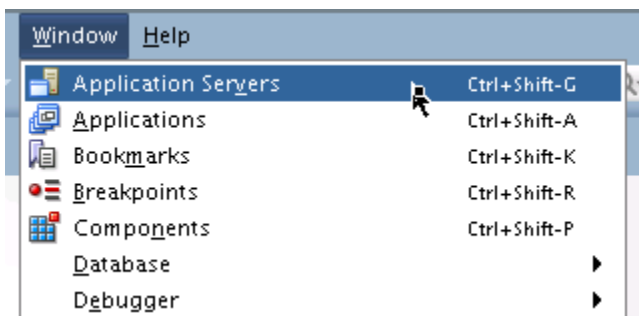 Window Help
Application Servers Ctrl+Shift-G
Applications Ctrl+Shift-A
Bookmarks Ctrl+Shift-K
Breakpoints Ctrl+Shift-R
Components Ctrl+Shift-P
Database
Debugger